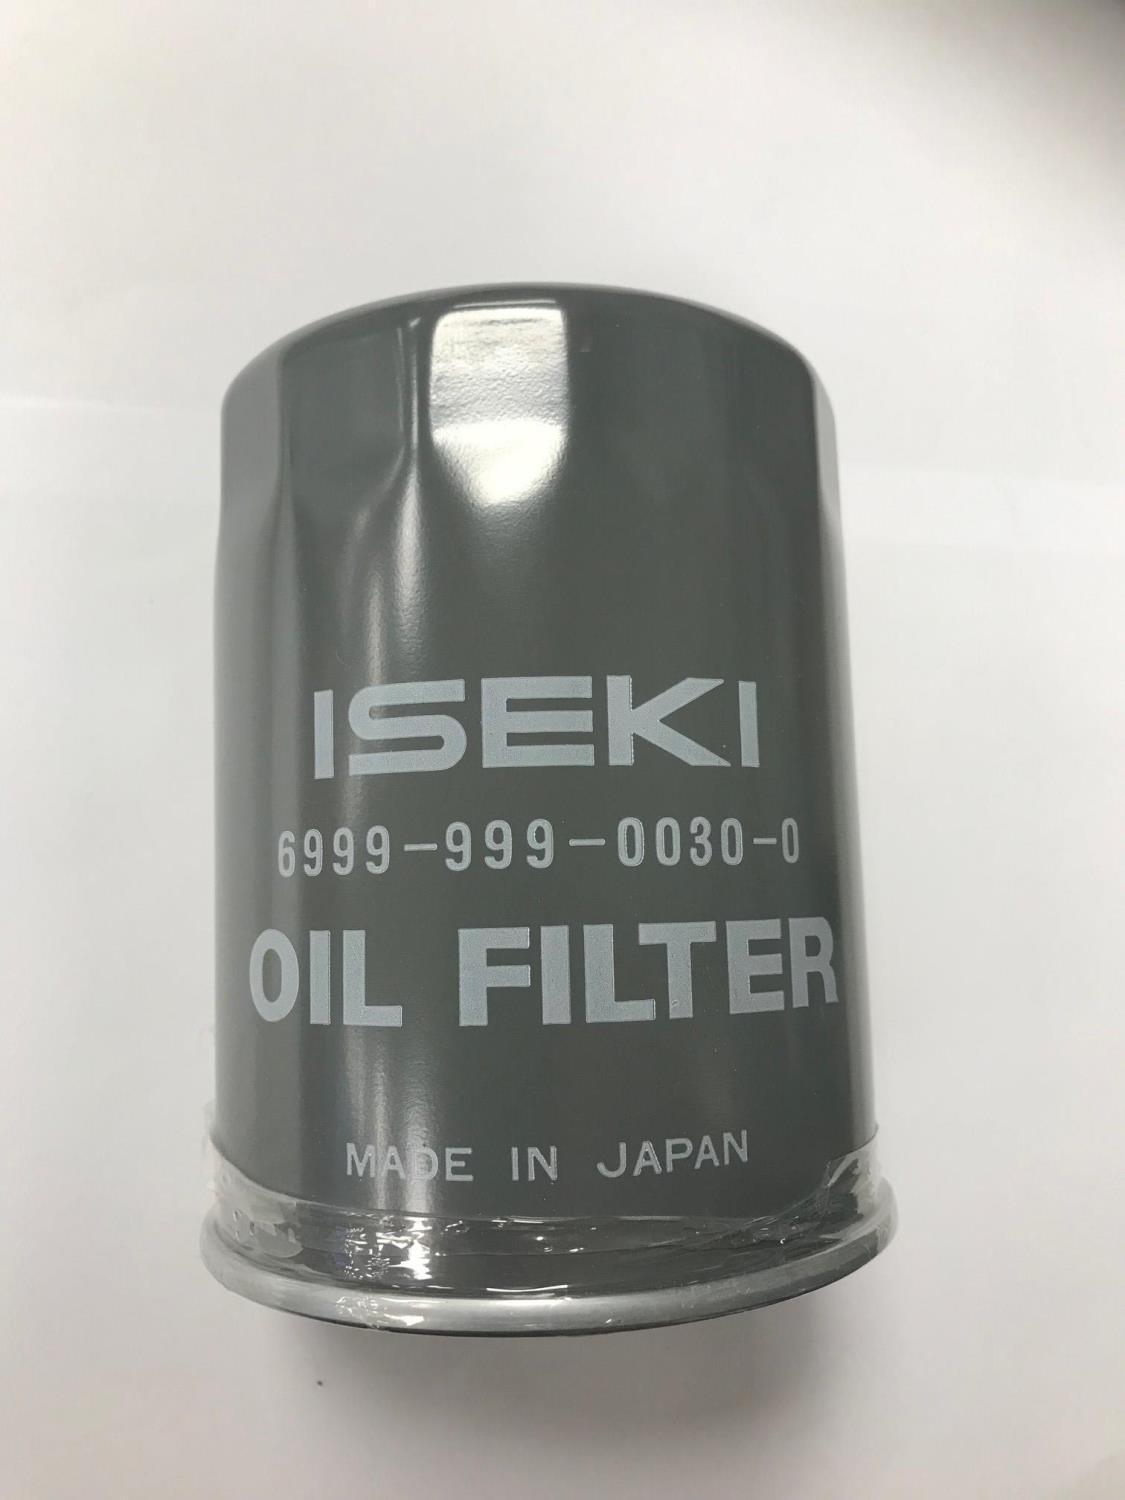 ISEKI
6999-999-0030-0
OIL FILTER
MADE IN JAPAN